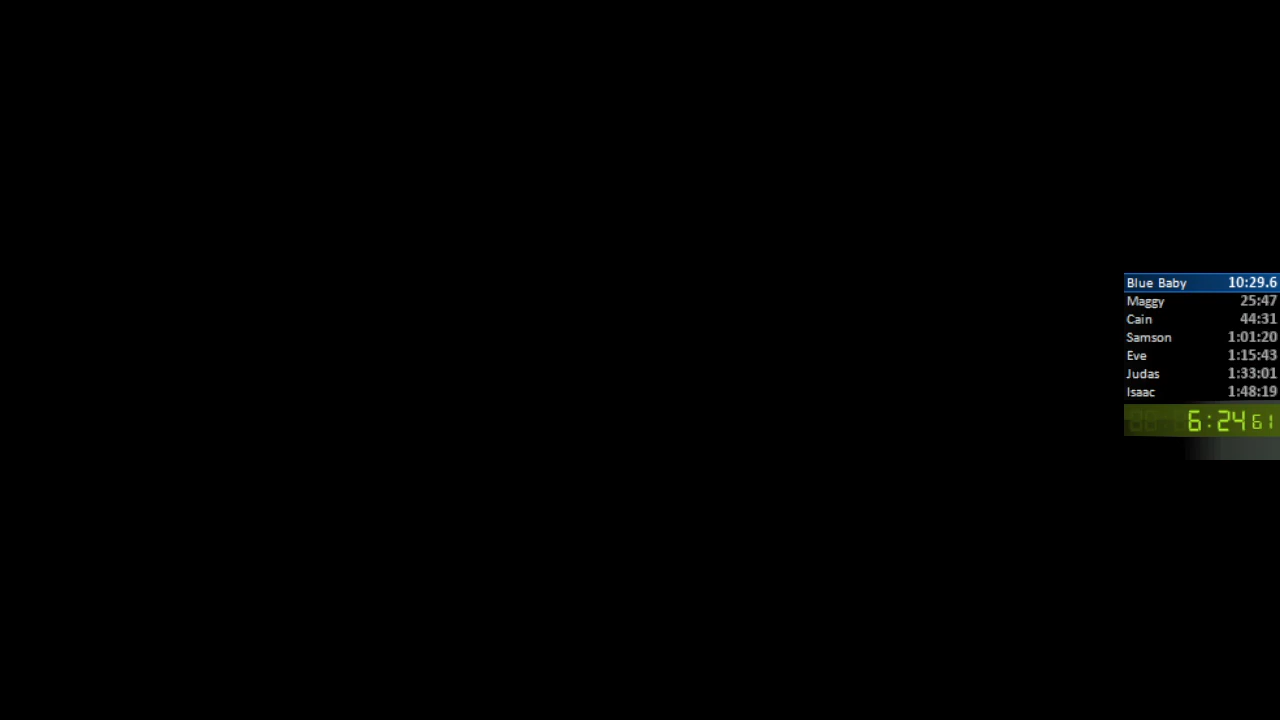 Blue Baby 10:29.6
Maggy 25:47
Cain 44:31
Samson 1:01:20
Eve 1:15:43
Judas 1:33:01
Isaac 1:48:19
6:24 61